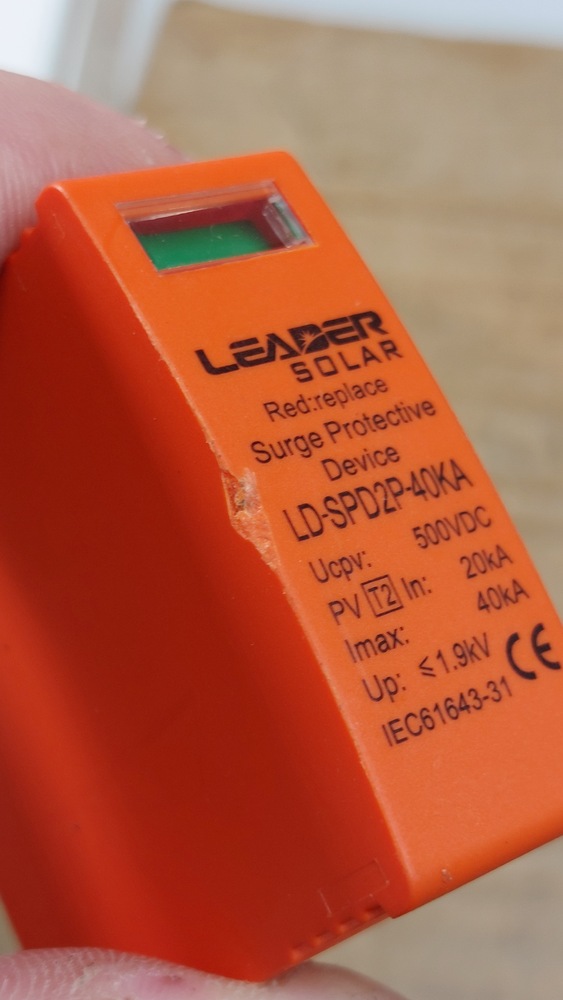 LEADER
SOLAR
Red:replace
Surge Protective
Device
LD-SPD2P-40KA
Ucpv: 500VDC
PV T2 In: 20kA
Imax: 40kA
Up: ≤1.9kV CE
IEC61643-31